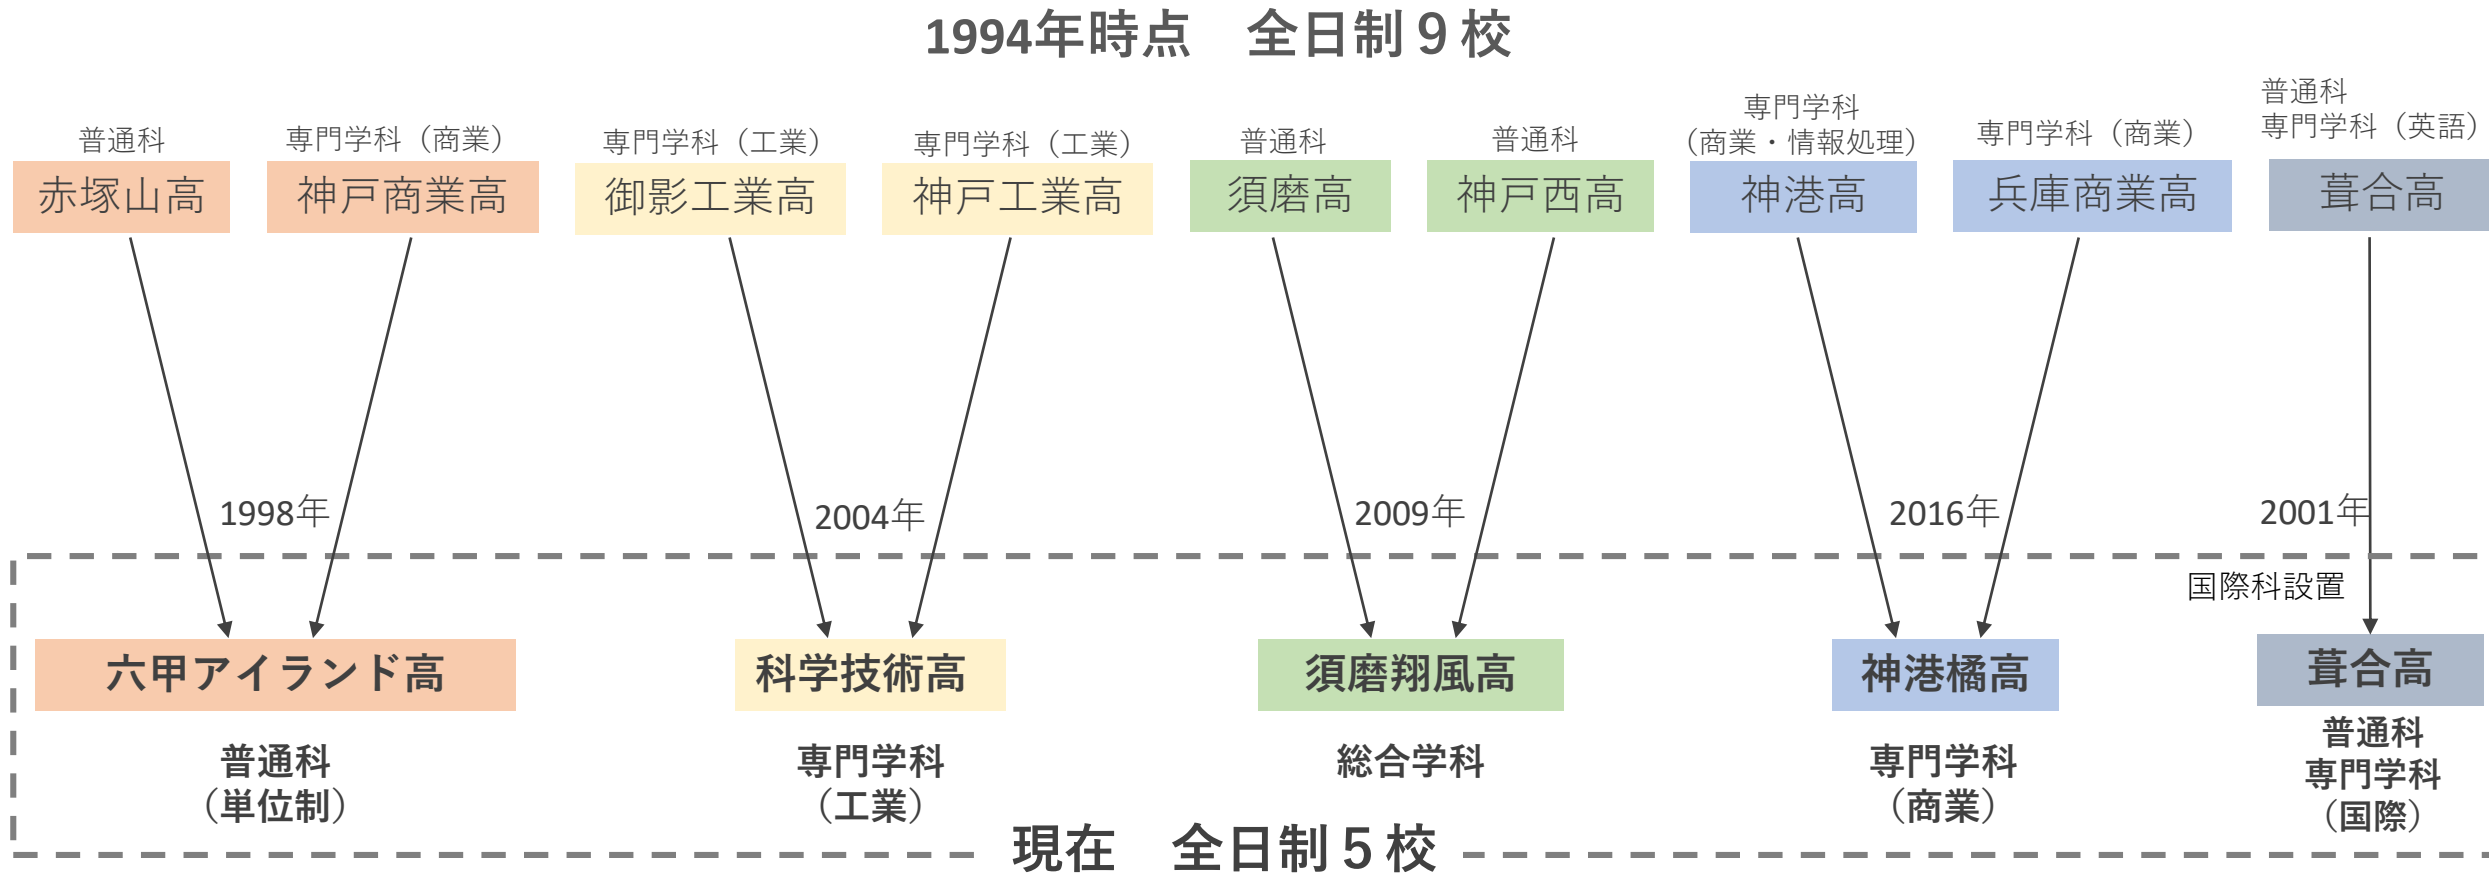 1994年時点　全日制９校
普通科
専門学科（商業）
専門学科（工業）
専門学科（工業）
普通科
普通科
専門学科
（商業・情報処理）
専門学科（商業）
普通科
専門学科（英語）
赤塚山高
神戸商業高
御影工業高
神戸工業高
須磨高
神戸西高
神港高
兵庫商業高
葺合高
1998年
2004年
2009年
2016年
2001年
国際科設置
六甲アイランド高
科学技術高
須磨翔風高
神港橘高
葺合高
普通科
（単位制）
専門学科
（工業）
総合学科
専門学科
（商業）
普通科
専門学科
（国際）
現在　全日制５校